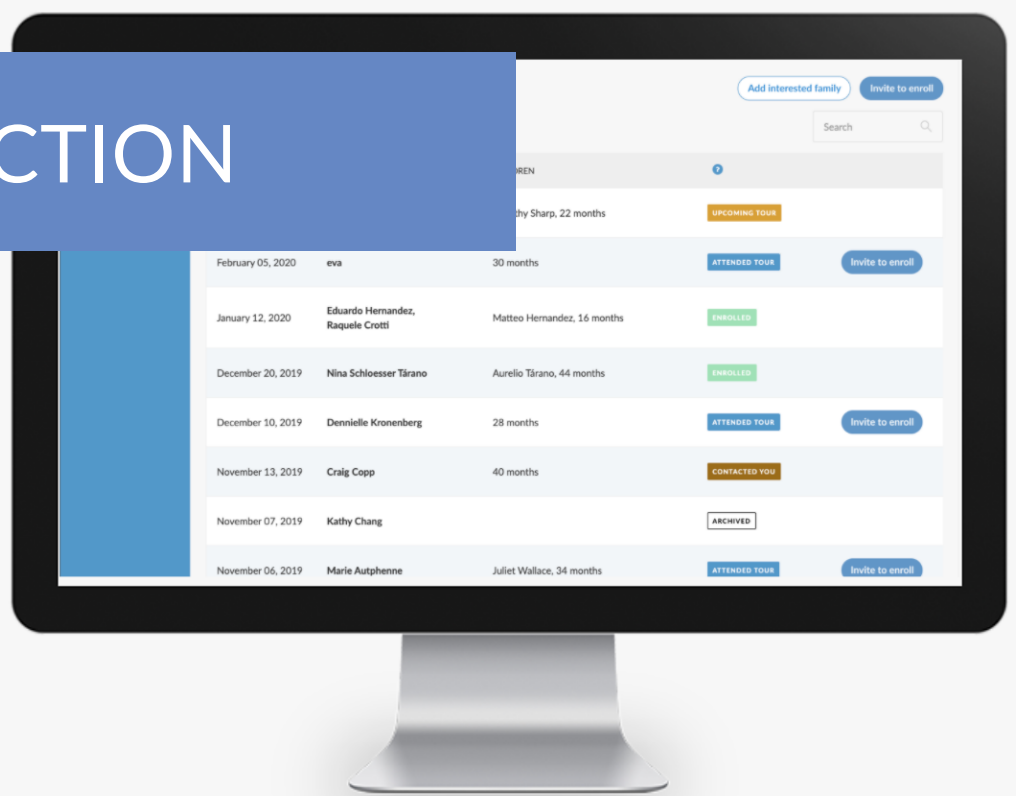 CTION
Add interested family Invite to enroll
Search
REN
hy Sharp, 22 months UPCOMING TOUR
February 05, 2020 eva 30 months ATTENDED TOUR Invite to enroll
January 12, 2020 Eduardo Hernandez, Matteo Hernandez, 16 months ENROLLED
Raquele Crotti
December 20, 2019 Nina Schloesser Tárano Aurelio Tárano, 44 months ENROLLED
December 10, 2019 Dennielle Kronenberg 28 months ATTENDED TOUR Invite to enroll
November 13, 2019 Craig Copp 40 months CONTACTED YOU
November 07, 2019 Kathy Chang ARCHIVED
November 06, 2019 Marie Autphenne Juliet Wallace, 34 months ATTENDED TOUR Invite to enroll